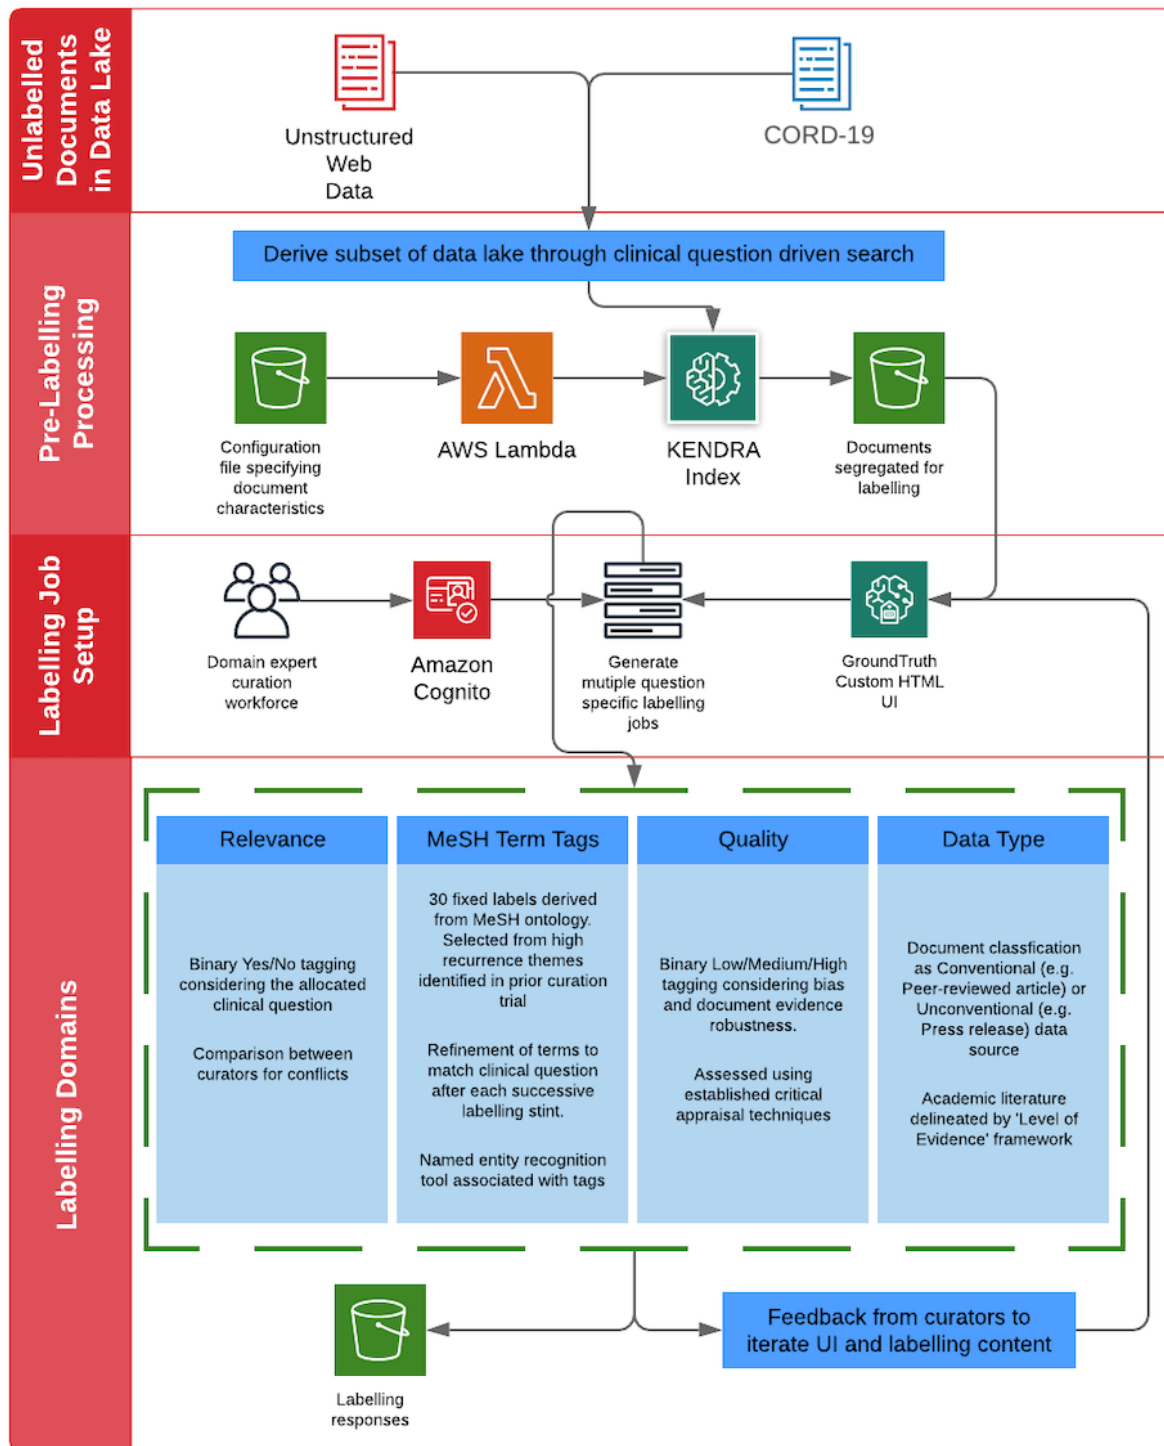 Unlabelled
Documents
in Data Lake
Unstructured
Web
Data
CORD-19
Pre-Labelling
Processing
Derive subset of data lake through clinical question driven search
Configuration
file specifying
document
characteristics
AWS Lambda
KENDRA
Index
Documents
segregated for
labelling
Labelling Job
Setup
Domain expert
curation
workforce
Amazon
Cognito
Generate
mutiple question
specific labelling
jobs
GroundTruth
Custom HTML
UI
Labelling Domains
Relevance
Binary Yes/No tagging
considering the allocated
clinical question
Comparison between
curators for conflicts
MeSH Term Tags
30 fixed labels derived
from MeSH ontology.
Selected from high
recurrence themes
identified in prior curation
trial
Refinement of terms to
match clinical question
after each successive
labelling stint.
Named entity recognition
tool associated with tags
Quality
Binary Low/Medium/High
tagging considering bias
and document evidence
robustness.
Assessed using
established critical
appraisal techniques
Data Type
Document classfication
as Conventional (e.g.
Peer-reviewed article) or
Unconventional (e.g.
Press release) data
source
Academic literature
delineated by 'Level of
Evidence' framework
Labelling
responses
Feedback from curators to
iterate UI and labelling content